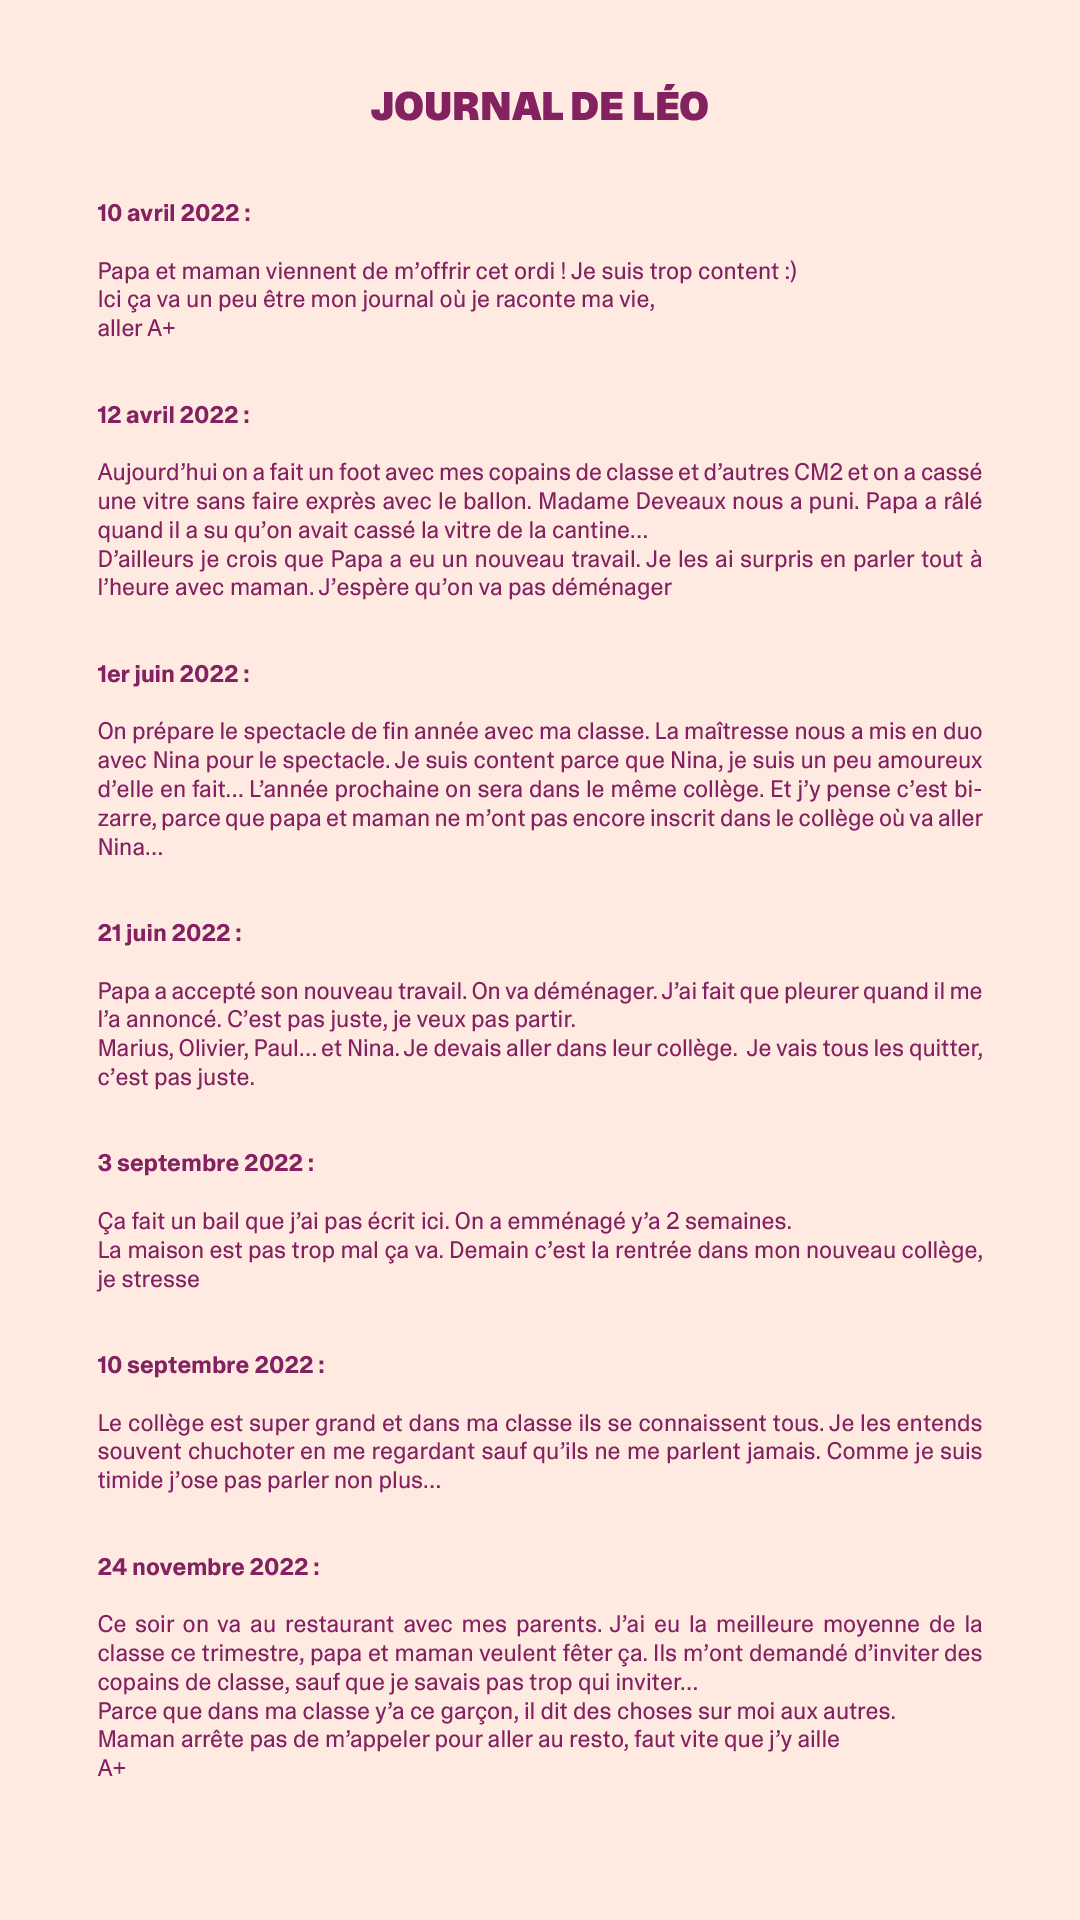 JOURNAL DE LÉO
10 avril 2022 :
Papa et maman viennent de m’offrir cet ordi ! Je suis trop content :)
Ici ça va un peu être mon journal où je raconte ma vie,
aller A+
12 avril 2022 :
Aujourd’hui on a fait un foot avec mes copains de classe et d’autres CM2 et on a cassé
une vitre sans faire exprès avec le ballon. Madame Deveaux nous a puni. Papa a râlé
quand il a su qu’on avait cassé la vitre de la cantine...
D’ailleurs je crois que Papa a eu un nouveau travail. Je les ai surpris en parler tout à
l’heure avec maman. J’espère qu’on va pas déménager
1er juin 2022 :
On prépare le spectacle de fin année avec ma classe. La maîtresse nous a mis en duo
avec Nina pour le spectacle. Je suis content parce que Nina, je suis un peu amoureux
d’elle en fait... L’année prochaine on sera dans le même collège. Et j’y pense c’est bi-
zarre, parce que papa et maman ne m’ont pas encore inscrit dans le collège où va aller
Nina...
21 juin 2022 :
Papa a accepté son nouveau travail. On va déménager. J’ai fait que pleurer quand il me
l’a annoncé. C’est pas juste, je veux pas partir.
Marius, Olivier, Paul... et Nina. Je devais aller dans leur collège.  Je vais tous les quitter,
c’est pas juste.
3 septembre 2022 :
Ça fait un bail que j’ai pas écrit ici. On a emménagé y’a 2 semaines.
La maison est pas trop mal ça va. Demain c’est la rentrée dans mon nouveau collège,
je stresse
10 septembre 2022 :
Le collège est super grand et dans ma classe ils se connaissent tous. Je les entends
souvent chuchoter en me regardant sauf qu’ils ne me parlent jamais. Comme je suis
timide j’ose pas parler non plus...
24 novembre 2022 :
Ce soir on va au restaurant avec mes parents. J’ai eu la meilleure moyenne de la
classe ce trimestre, papa et maman veulent fêter ça. Ils m’ont demandé d’inviter des
copains de classe, sauf que je savais pas trop qui inviter...
Parce que dans ma classe y’a ce garçon, il dit des choses sur moi aux autres.
Maman arrête pas de m’appeler pour aller au resto, faut vite que j’y aille
A+